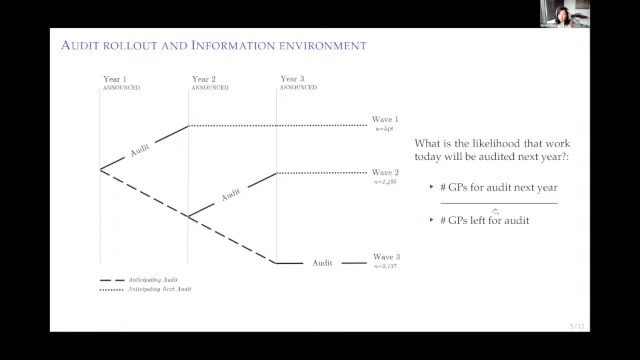 AUDIT ROLLOUT AND INFORMATION ENVIRONMENT
Year 1
ANNOUNCED
Year 2
ANNOUNCED
Year 3
ANNOUNCED
Audit
Wave 1
Audit
Wave 2
Audit
Wave 3
Anticipating Audit
Anticipating Next Audit
What is the likelihood that work
today will be audited next year?:
# GPs for audit next year
# GPs left for audit
5/11